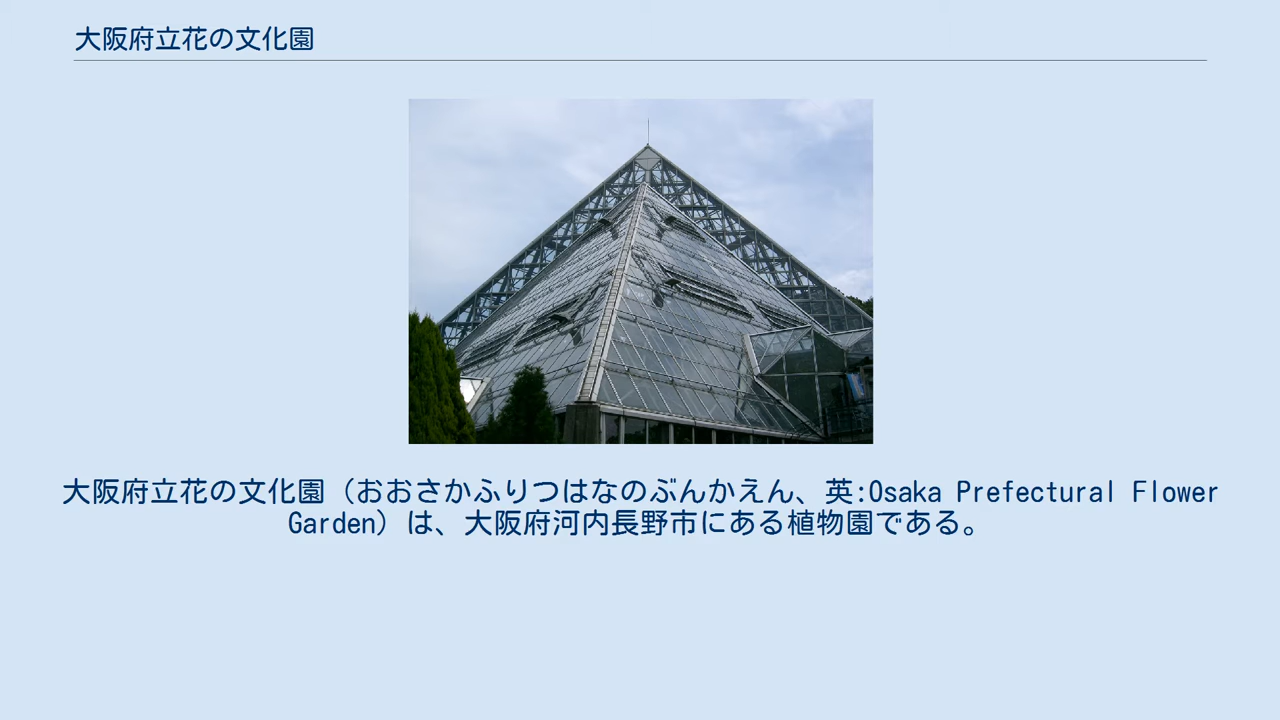 大阪府立花の文化園
大阪府立花の文化園（おおさかふりつはなのぶんかえん、英:Osaka Prefectural Flower
Garden）は、大阪府河内長野市にある植物園である。